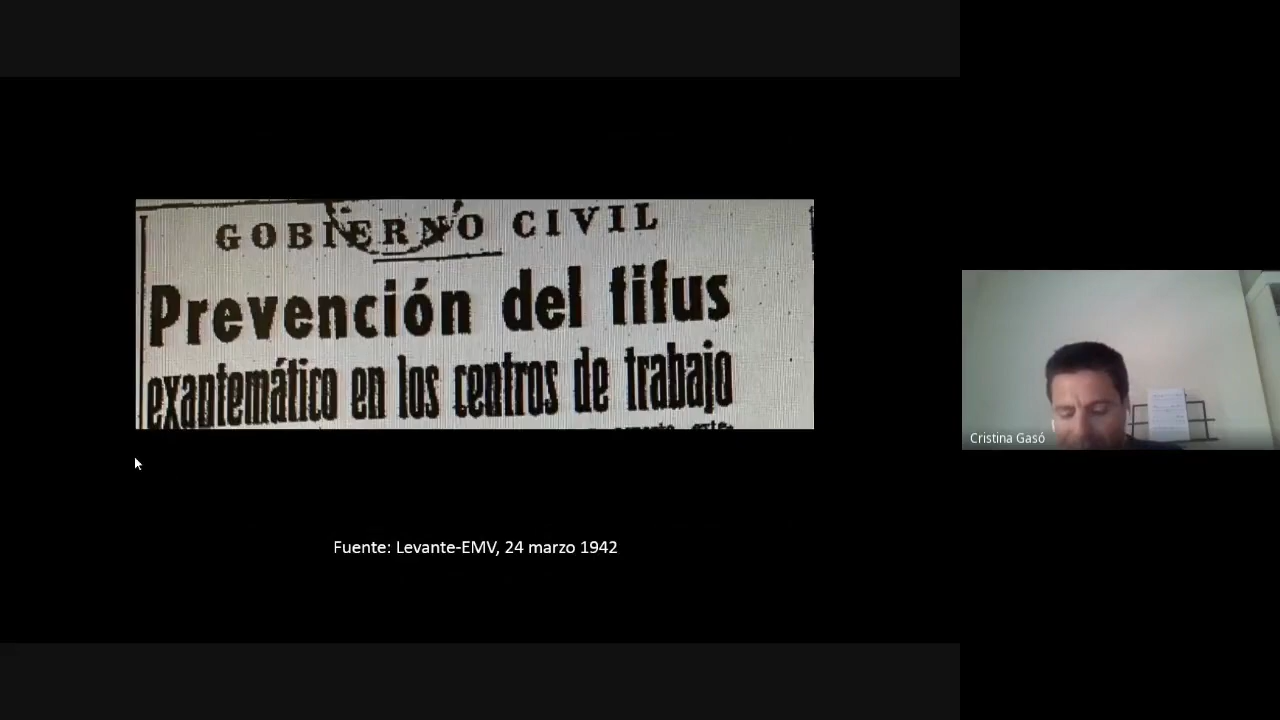 GOBIERNO CIVIL
Prevención del tifus
exantemático en los centros de trabajo
Fuente: Levante-EMV, 24 marzo 1942
Cristina Gasó